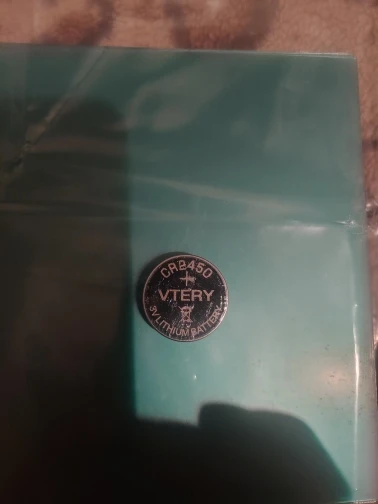 CR2450
+
VTERY
3V LITHIUM BATTERY